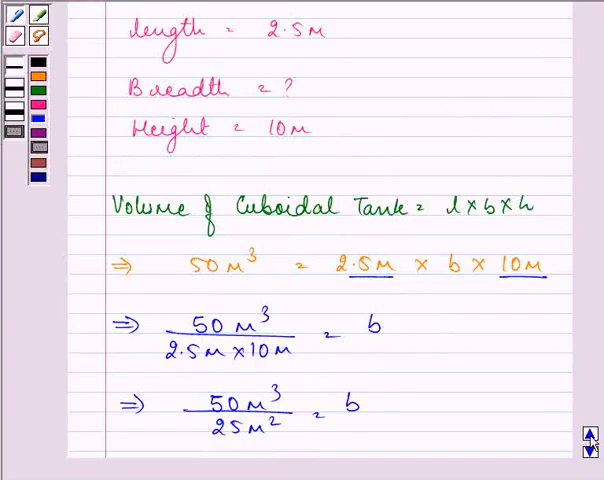 length = 2.5m
Breadth = ?
Height = 10m
Volume of Cuboidal Tank = l×b×h
⇒ 50m³ = 2.5m × b × 10m
⇒ 50m³ / 2.5m×10m = b
⇒ 50m³ / 25m² = b